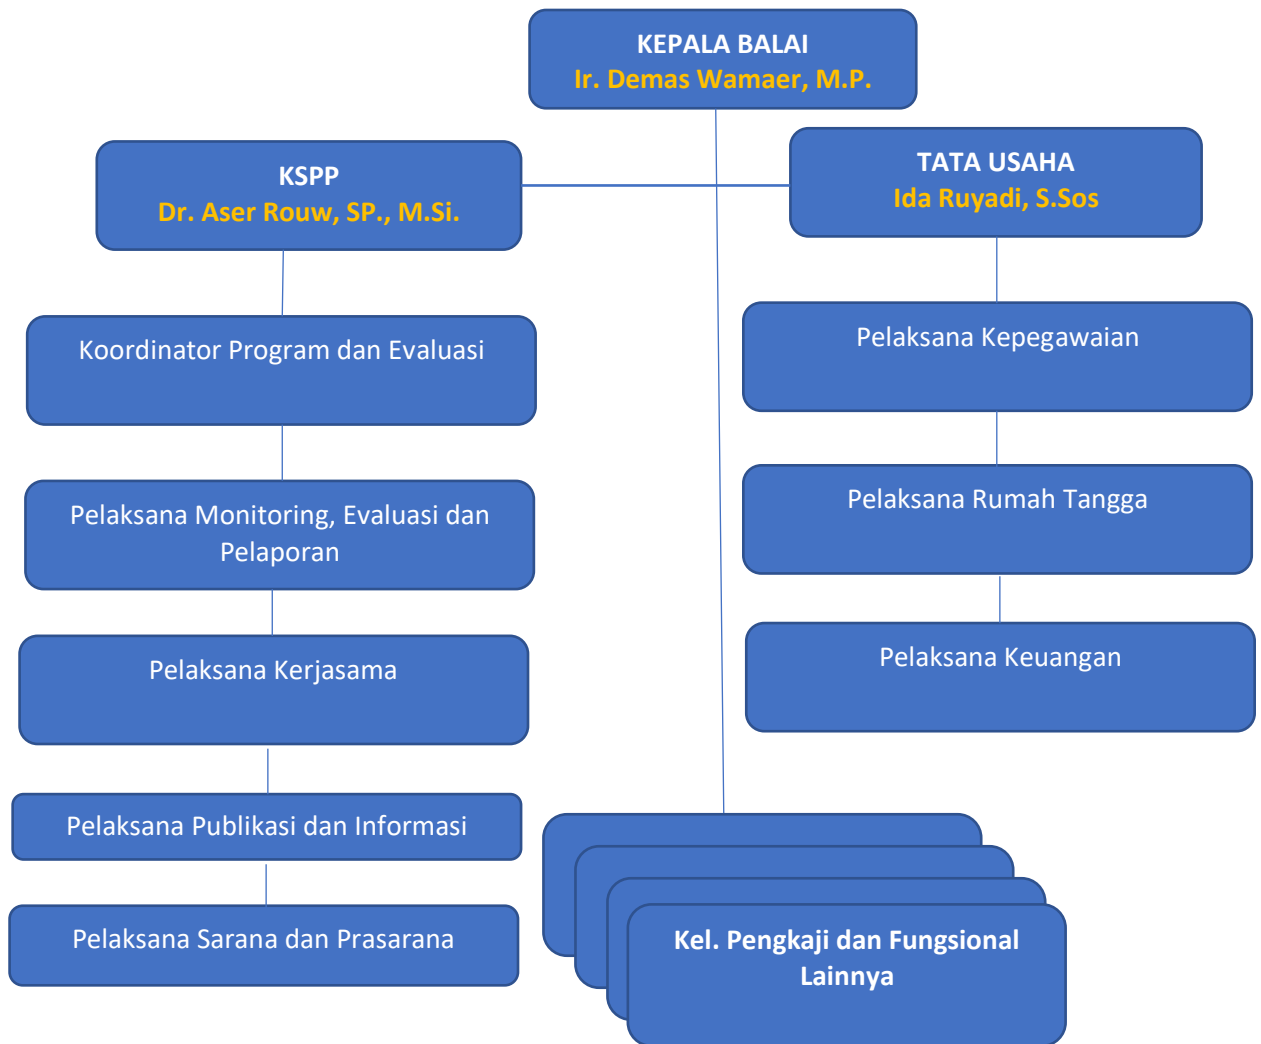 KEPALA BALAI
Ir. Demas Wamaer, M.P.
KSPP
Dr. Aser Rouw, SP., M.Si.
TATA USAHA
Ida Ruyadi, S.Sos
Koordinator Program dan Evaluasi
Pelaksana Monitoring, Evaluasi dan
Pelaporan
Pelaksana Kerjasama
Pelaksana Publikasi dan Informasi
Pelaksana Sarana dan Prasarana
Pelaksana Kepegawaian
Pelaksana Rumah Tangga
Pelaksana Keuangan
Kel. Pengkaji dan Fungsional
Lainnya